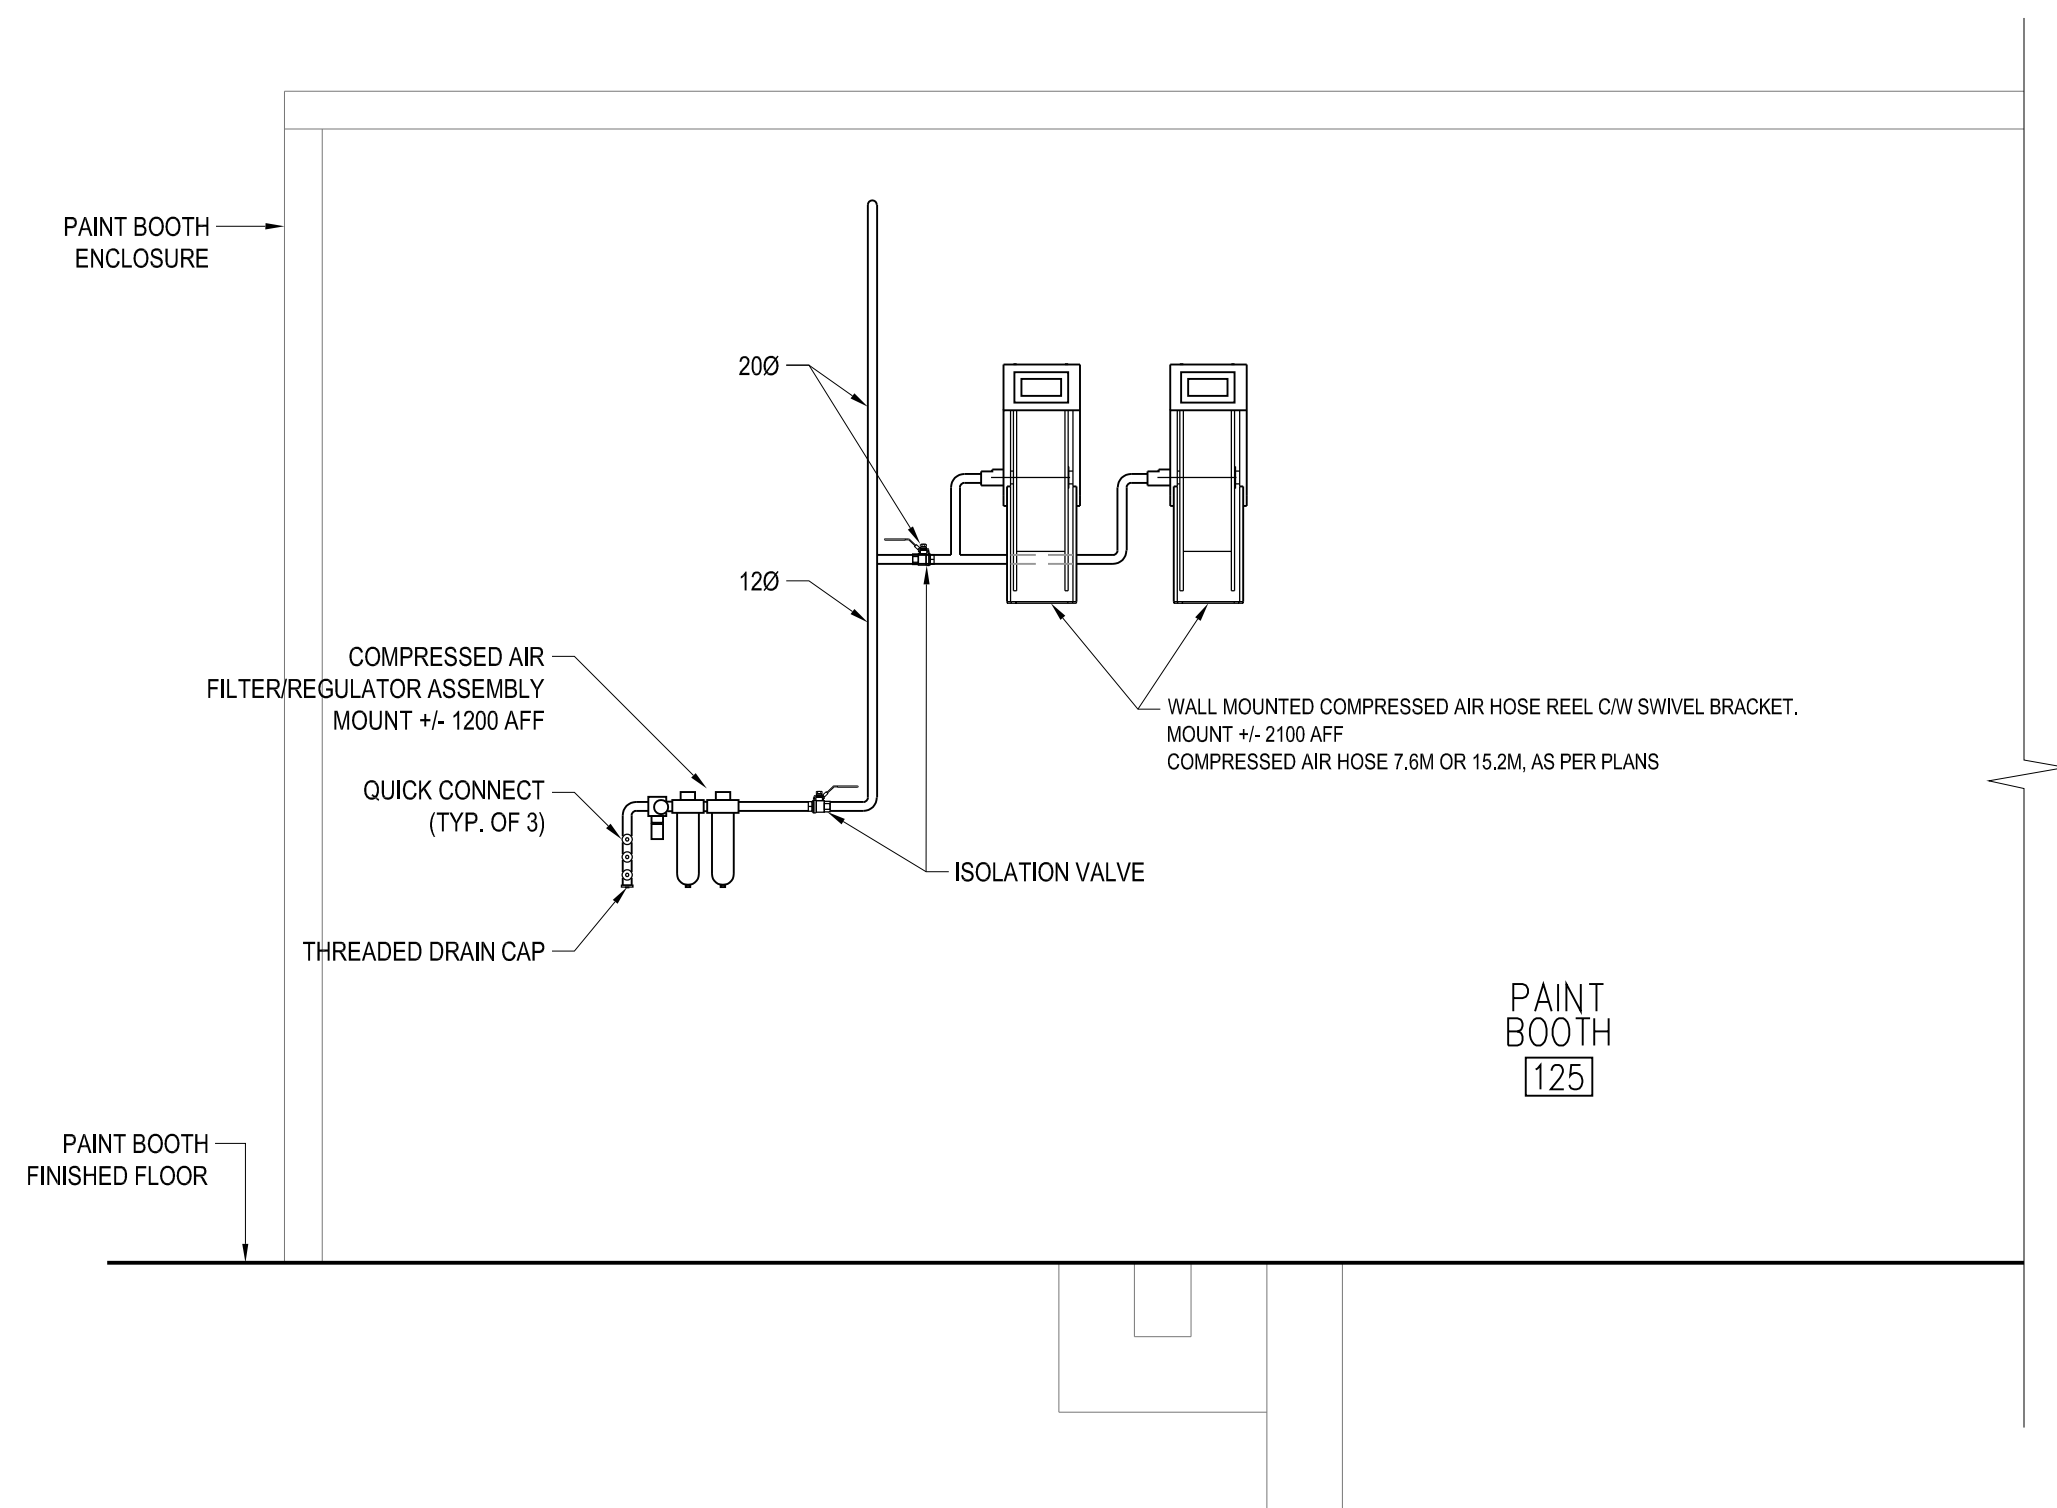 PAINT BOOTH
ENCLOSURE
20Ø
12Ø
COMPRESSED AIR
FILTER/REGULATOR ASSEMBLY
MOUNT +/- 1200 AFF
WALL MOUNTED COMPRESSED AIR HOSE REEL C/W SWIVEL BRACKET.
MOUNT +/- 2100 AFF
COMPRESSED AIR HOSE 7.6M OR 15.2M, AS PER PLANS
QUICK CONNECT
(TYP. OF 3)
ISOLATION VALVE
THREADED DRAIN CAP
PAINT
BOOTH
125
PAINT BOOTH
FINISHED FLOOR